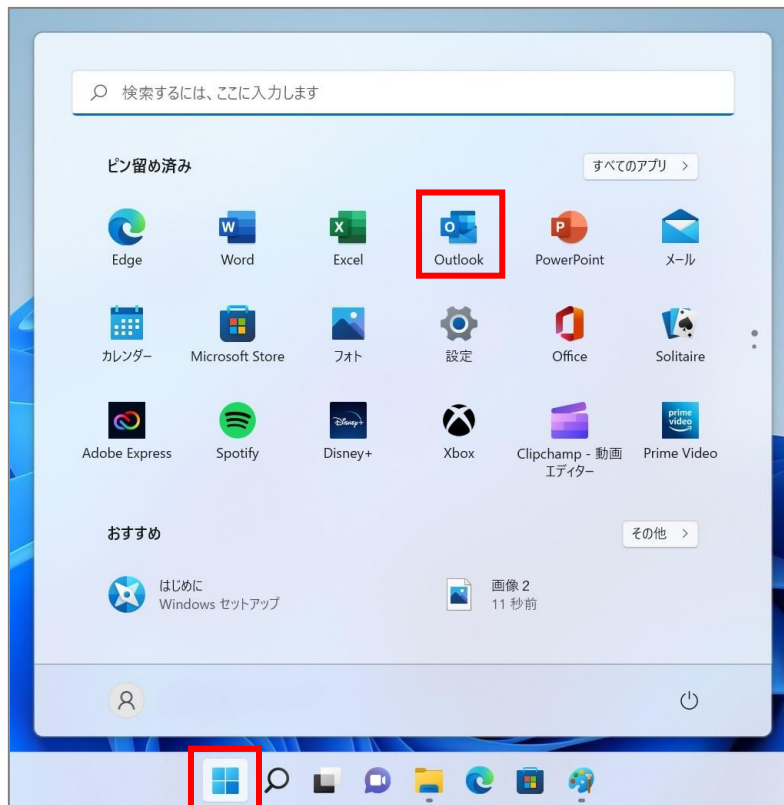 検索するには、ここに入力します
ピン留め済み
すべてのアプリ >
Edge
Word
Excel
Outlook
PowerPoint
メール
カレンダー
Microsoft Store
フォト
設定
Office
Solitaire
Adobe Express
Spotify
Disney+
Xbox
Clipchamp - 動画
エディター
prime
video
Prime Video
おすすめ
その他 >
はじめに
Windows セットアップ
画像 2
11 秒前